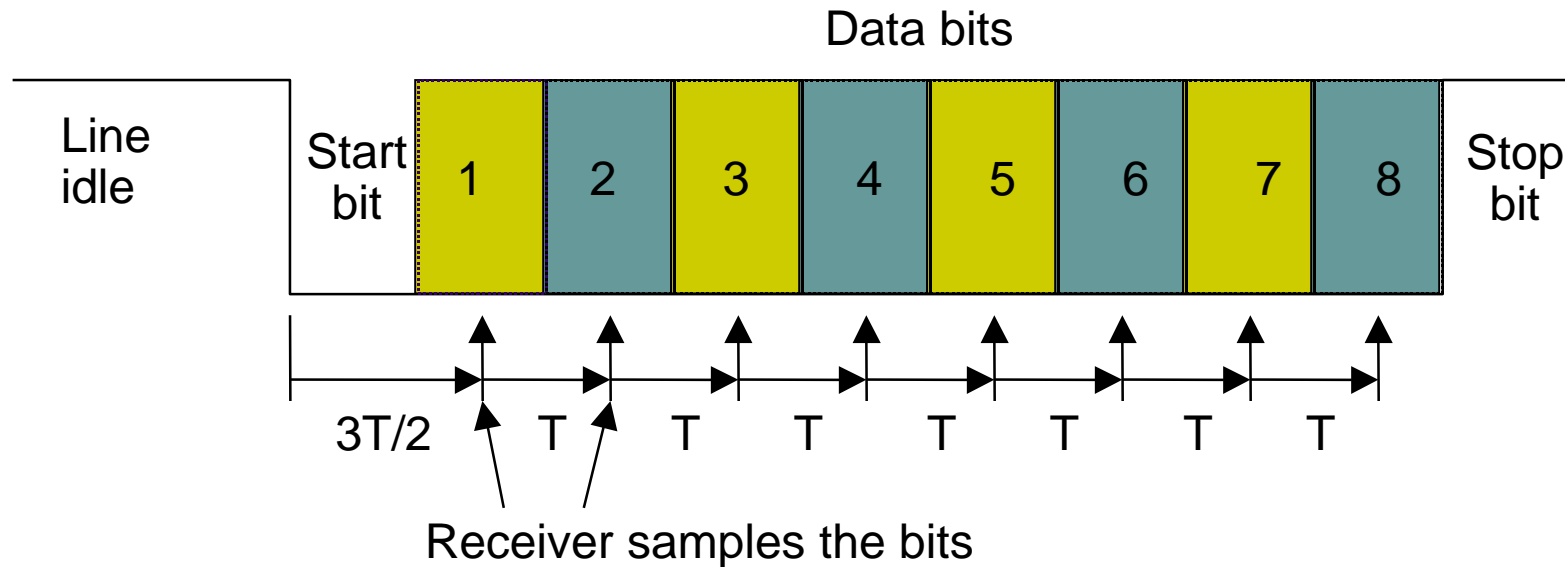 Data bits
Line
idle
Start
bit
1 2 3 4 5 6 7 8
Stop
bit
3T/2 T T T T T T T
Receiver samples the bits